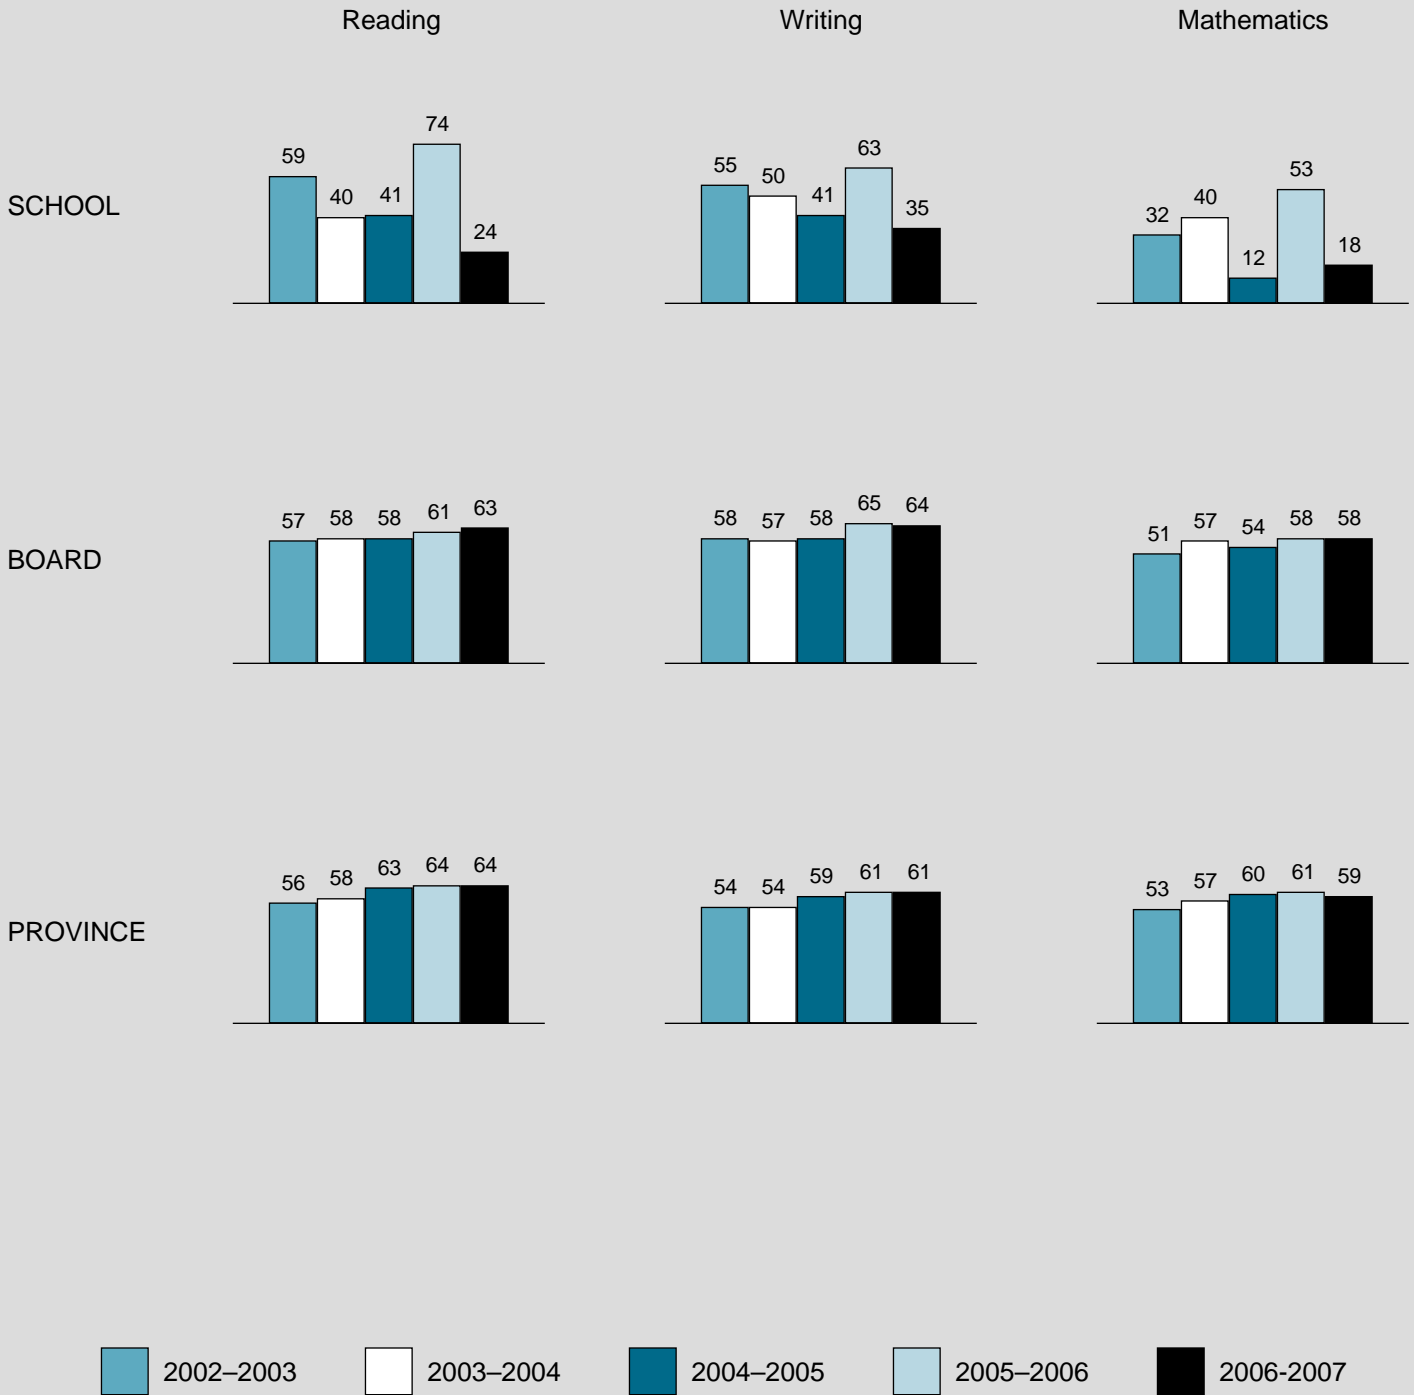 Reading Writing Mathematics
SCHOOL
59 40 41 74 24
55 50 41 63 35
32 40 12 53 18
BOARD
57 58 58 61 63
58 57 58 65 64
51 57 54 58 58
PROVINCE
56 58 63 64 64
54 54 59 61 61
53 57 60 61 59
2002–2003 2003–2004 2004–2005 2005–2006 2006-2007